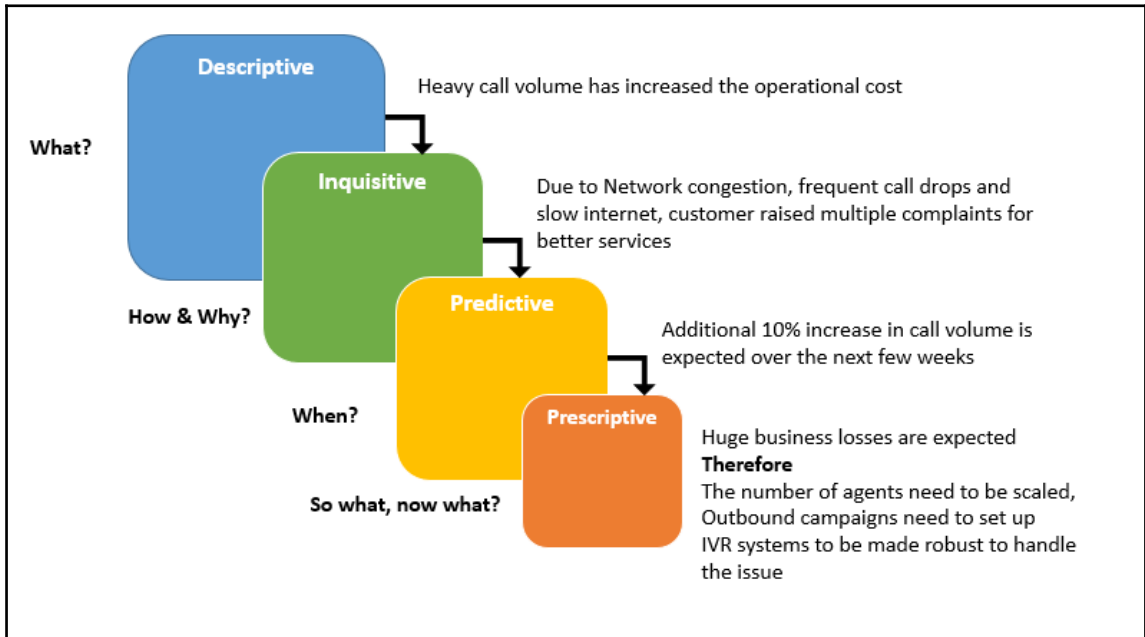 Descriptive
Heavy call volume has increased the operational cost
What?
Inquisitive
Due to Network congestion, frequent call drops and
slow internet, customer raised multiple complaints for
better services
How & Why?
Predictive
Additional 10% increase in call volume is
expected over the next few weeks
When?
Prescriptive
Huge business losses are expected
Therefore
The number of agents need to be scaled,
Outbound campaigns need to set up
IVR systems to be made robust to handle
the issue
So what, now what?